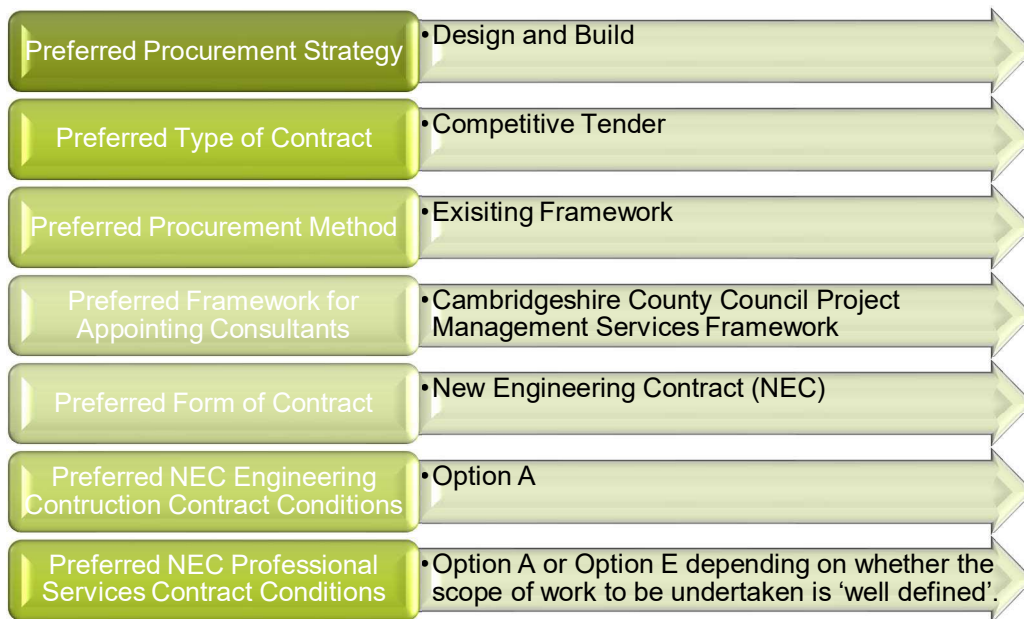 Preferred Procurement Strategy
•Design and Build
Preferred Type of Contract
•Competitive Tender
Preferred Procurement Method
•Exisiting Framework
Preferred Framework for
Appointing Consultants
•Cambridgeshire County Council Project
Management Services Framework
Preferred Form of Contract
•New Engineering Contract (NEC)
Preferred NEC Engineering
Contruction Contract Conditions
•Option A
Preferred NEC Professional
Services Contract Conditions
•Option A or Option E depending on whether the
scope of work to be undertaken is ‘well defined’.